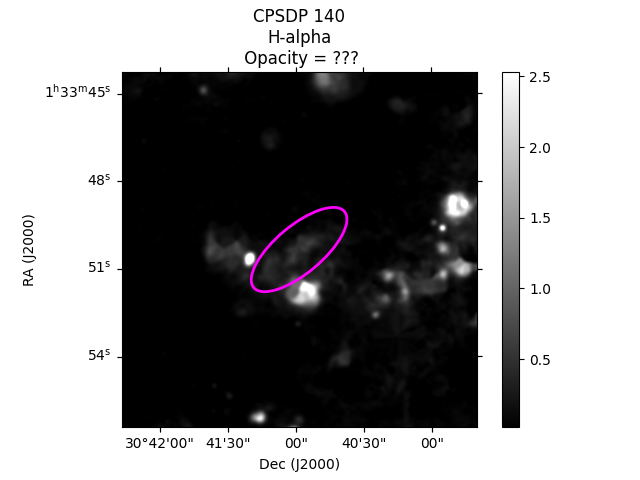 CPSDP 140
H-alpha
Opacity = ???
1ʰ33ᵐ45ˢ
48ˢ
51ˢ
54ˢ
RA (J2000)
30°42'00" 41'30" 00" 40'30" 00"
Dec (J2000)
2.5
2.0
1.5
1.0
0.5